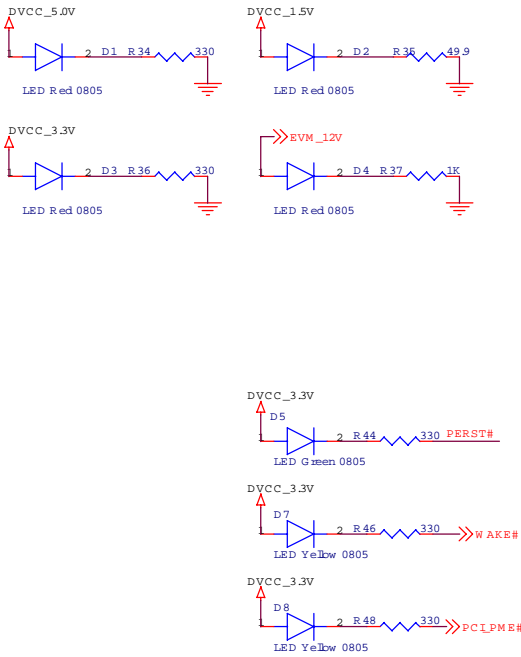 DVCC_5.0V
DVCC_1.5V
1 2 D1 R34 330
1 2 D2 R35 49.9
LED Red 0805
LED Red 0805
DVCC_3.3V
EVM_12V
1 2 D3 R36 330
1 2 D4 R37 1K
LED Red 0805
LED Red 0805
DVCC_3.3V
D5
1 2 R44 330 PERST#
LED Green 0805
DVCC_3.3V
D7
1 2 R46 330 WAKE#
LED Yellow 0805
DVCC_3.3V
D8
1 2 R48 330 PCI_PME#
LED Yellow 0805